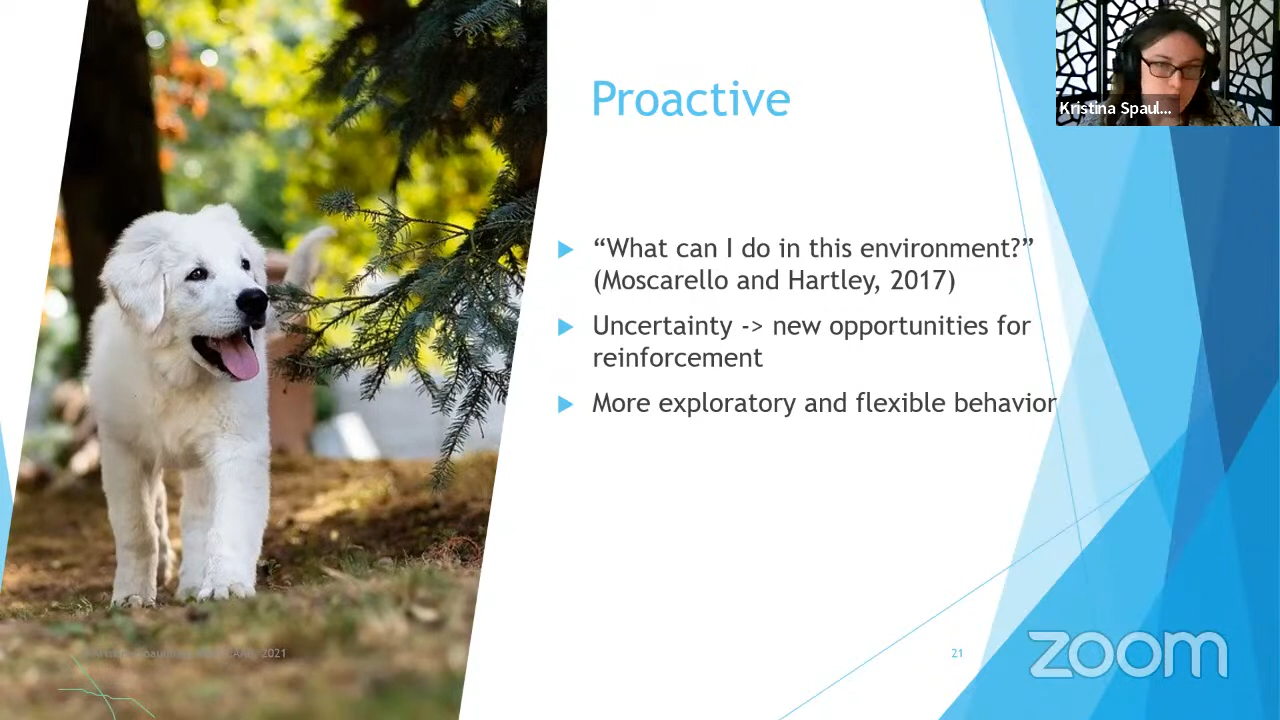 Proactive
Kristina Spaul...
“What can I do in this environment?”
(Moscarello and Hartley, 2017)
Uncertainty -> new opportunities for
reinforcement
More exploratory and flexible behavior
2021
21
zoom